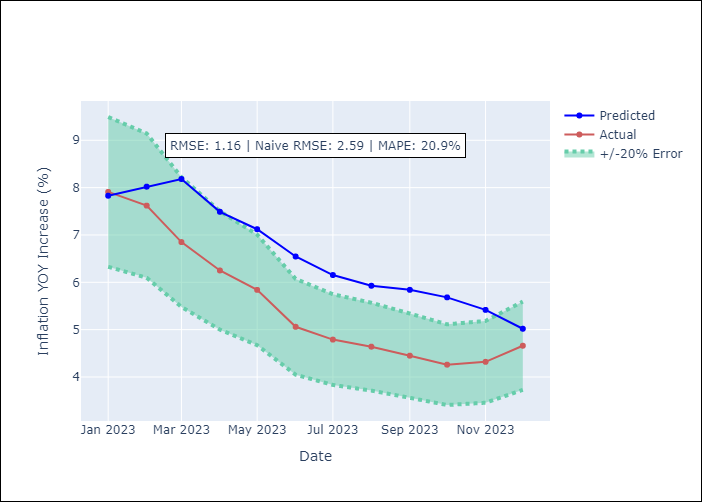 Predicted
Actual
+/-20% Error
RMSE: 1.16 | Naive RMSE: 2.59 | MAPE: 20.9%
Inflation YOY Increase (%)
9
8
7
6
5
4
Jan 2023
Mar 2023
May 2023
Jul 2023
Sep 2023
Nov 2023
Date